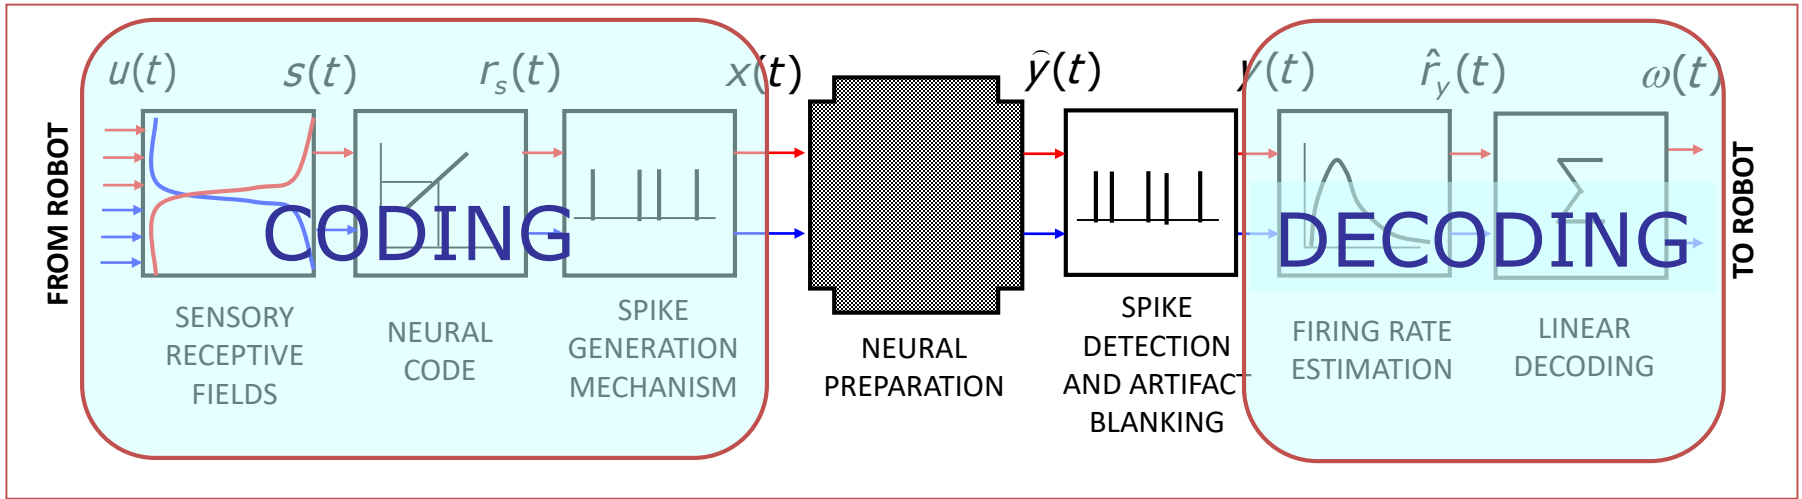 u(t) s(t) r_s(t) x(t) ŷ(t) y(t) r̂_y(t) ω(t)
FROM ROBOT
CODING
DECODING
TO ROBOT
SENSORY
RECEPTIVE
FIELDS
NEURAL
CODE
SPIKE
GENERATION
MECHANISM
NEURAL
PREPARATION
SPIKE
DETECTION
AND ARTIFACT
BLANKING
FIRING RATE
ESTIMATION
LINEAR
DECODING
Σ